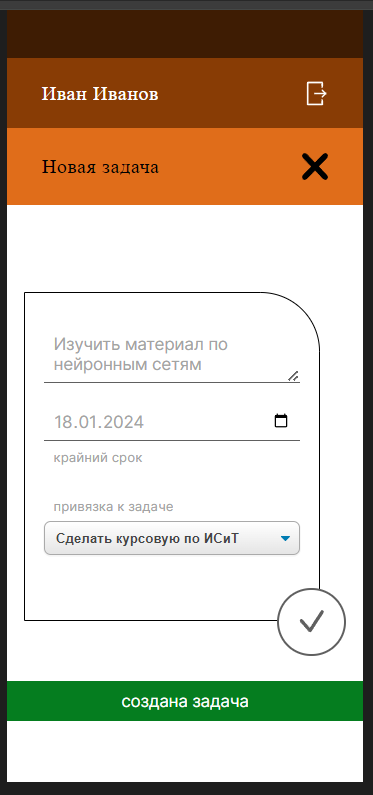 Иван Иванов
Новая задача
Изучить материал по
нейронным сетям
18.01.2024
крайний срок
привязка к задаче
Сделать курсовую по ИСиТ
создана задача